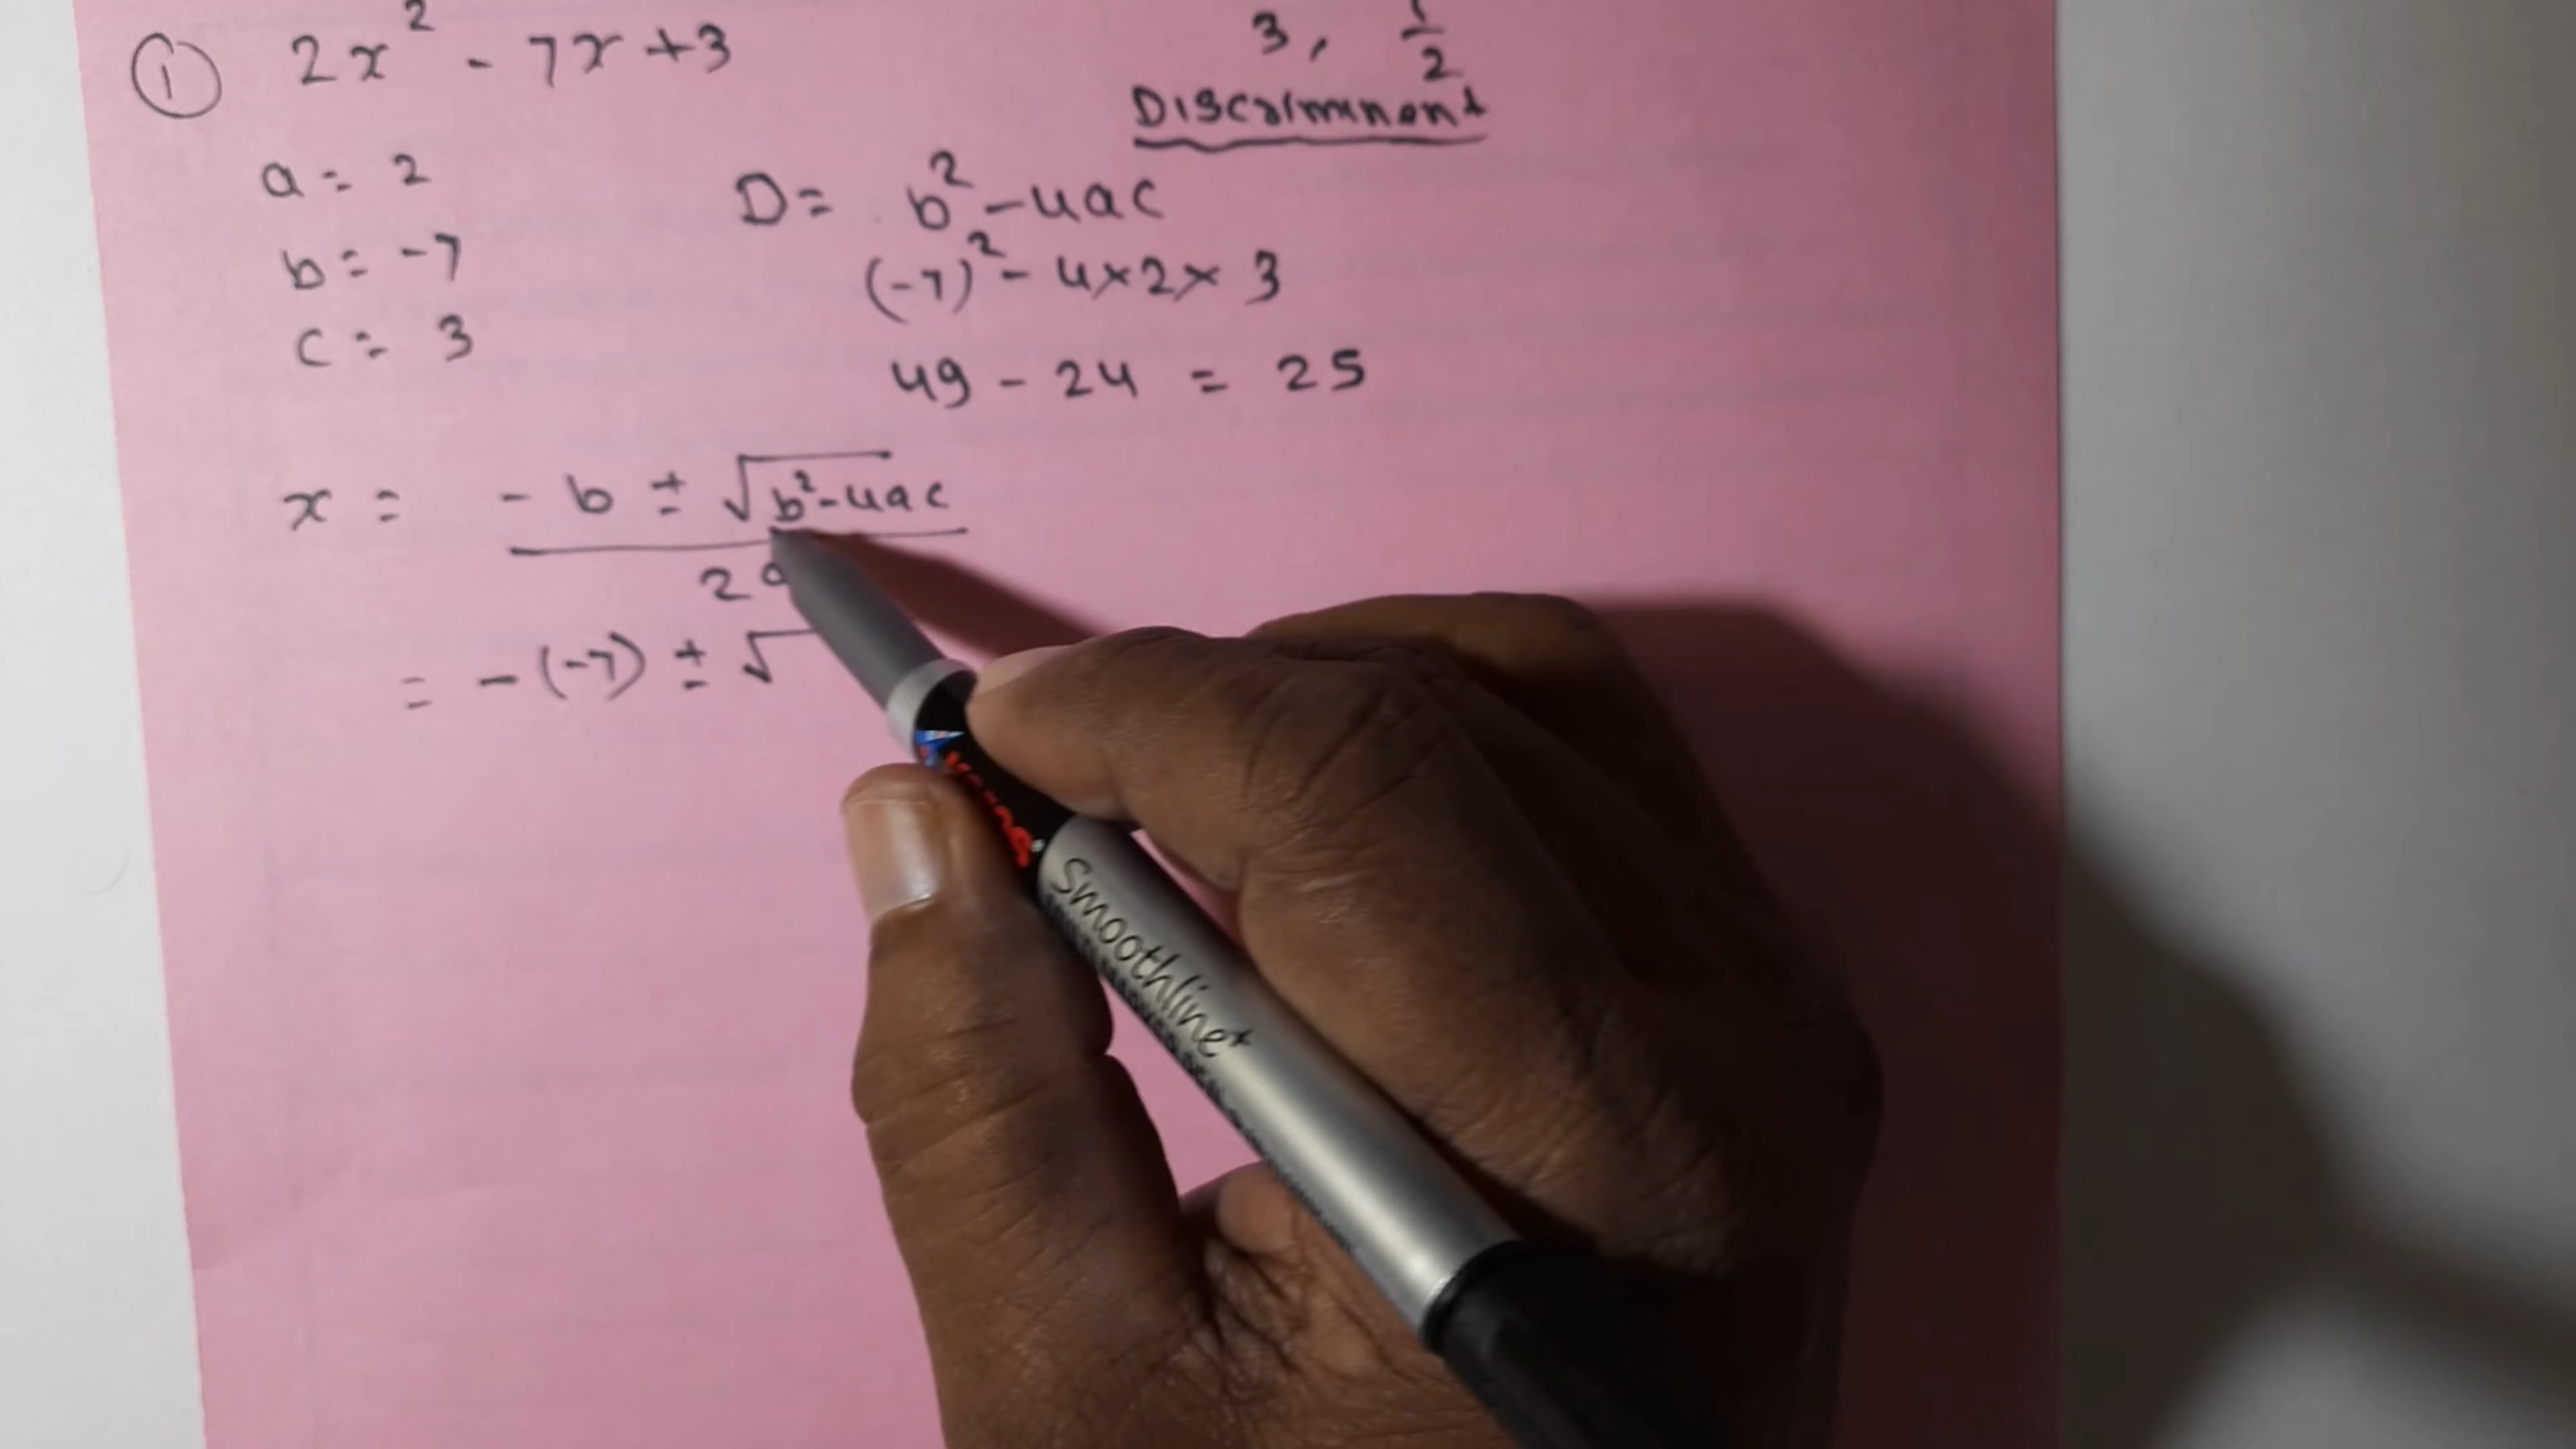 ① 2x² - 7x + 3
3, 1/2
Discriminent
a = 2
b = -7
c = 3
D = b² - 4ac
(-7)² - 4 × 2 × 3
49 - 24 = 25
x = - b ± √b² - 4ac
2a
= - (-7) ± √
Smoothline*